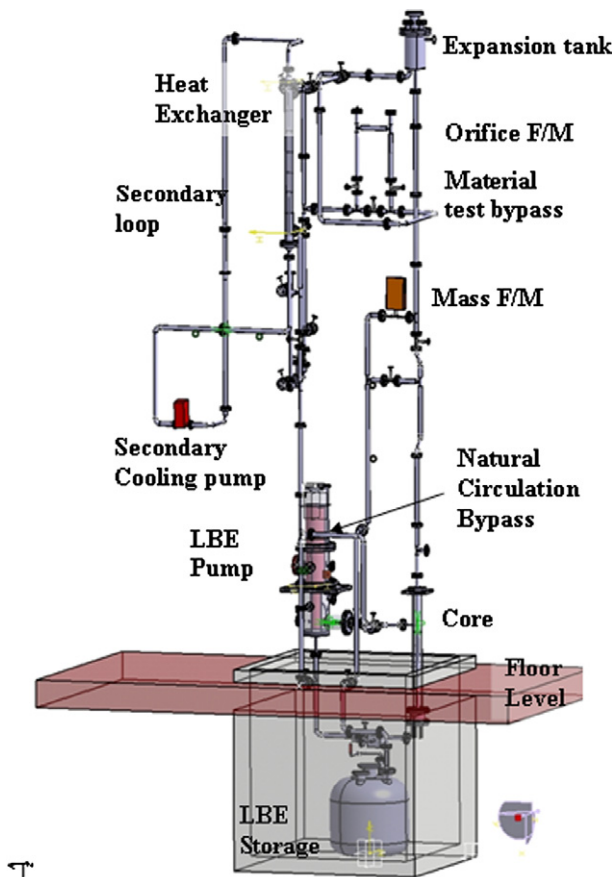 Expansion tank
Heat
Exchanger
Orifice F/M
Material
test bypass
Secondary
loop
Mass F/M
Secondary
Cooling pump
Natural
Circulation
Bypass
LBE
Pump
Core
Floor
Level
LBE
Storage